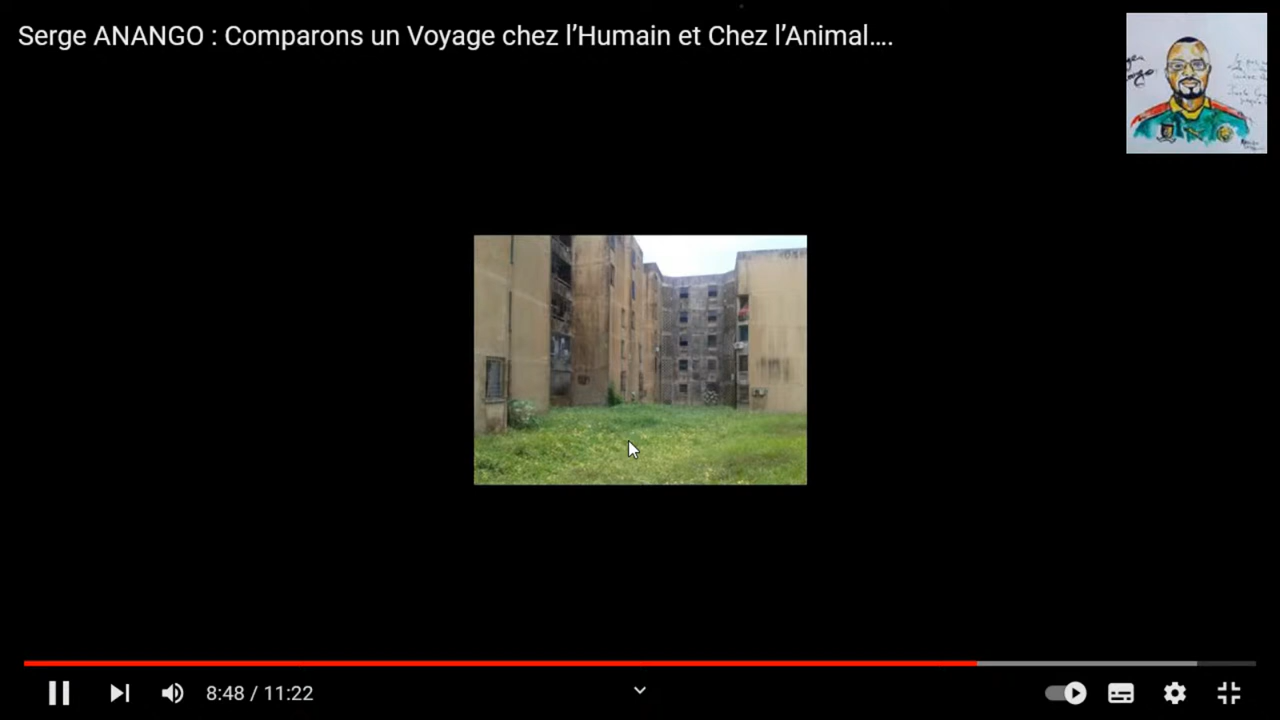 Serge ANANGO : Comparons un Voyage chez l’Humain et Chez l’Animal….
8:48 / 11:22